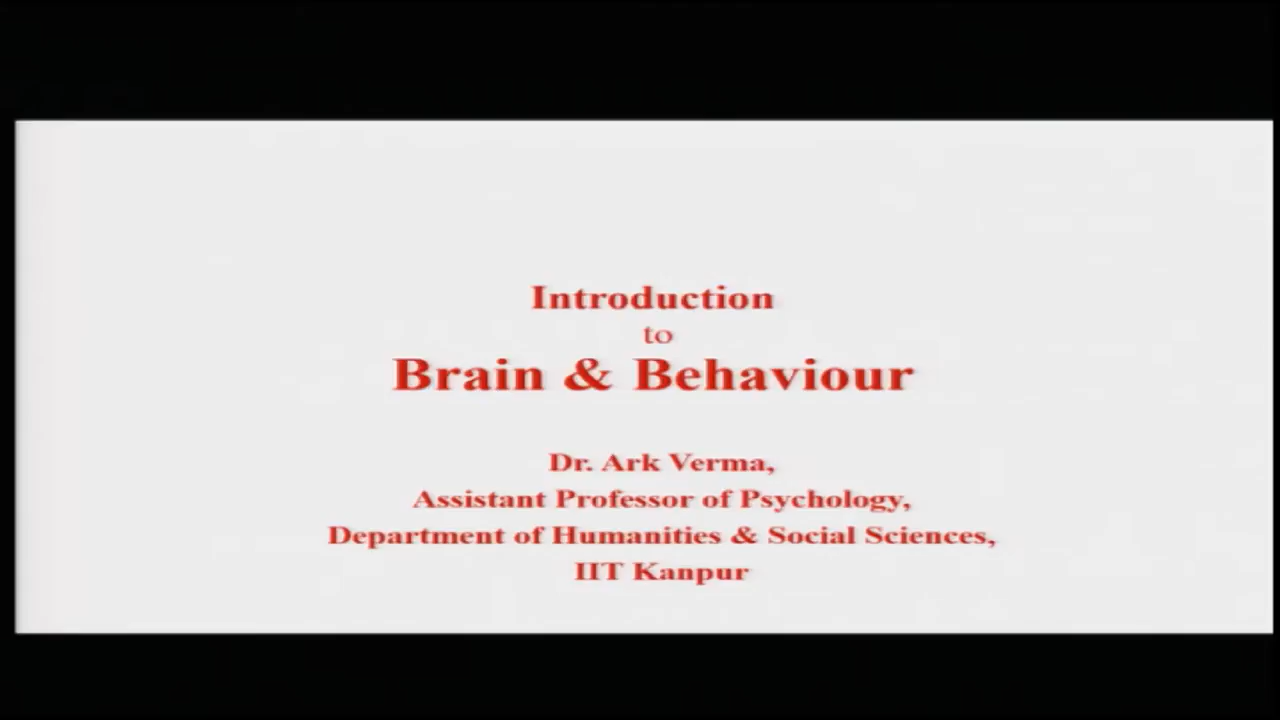 Introduction
to
Brain & Behaviour
Dr. Ark Verma,
Assistant Professor of Psychology,
Department of Humanities & Social Sciences,
IIT Kanpur